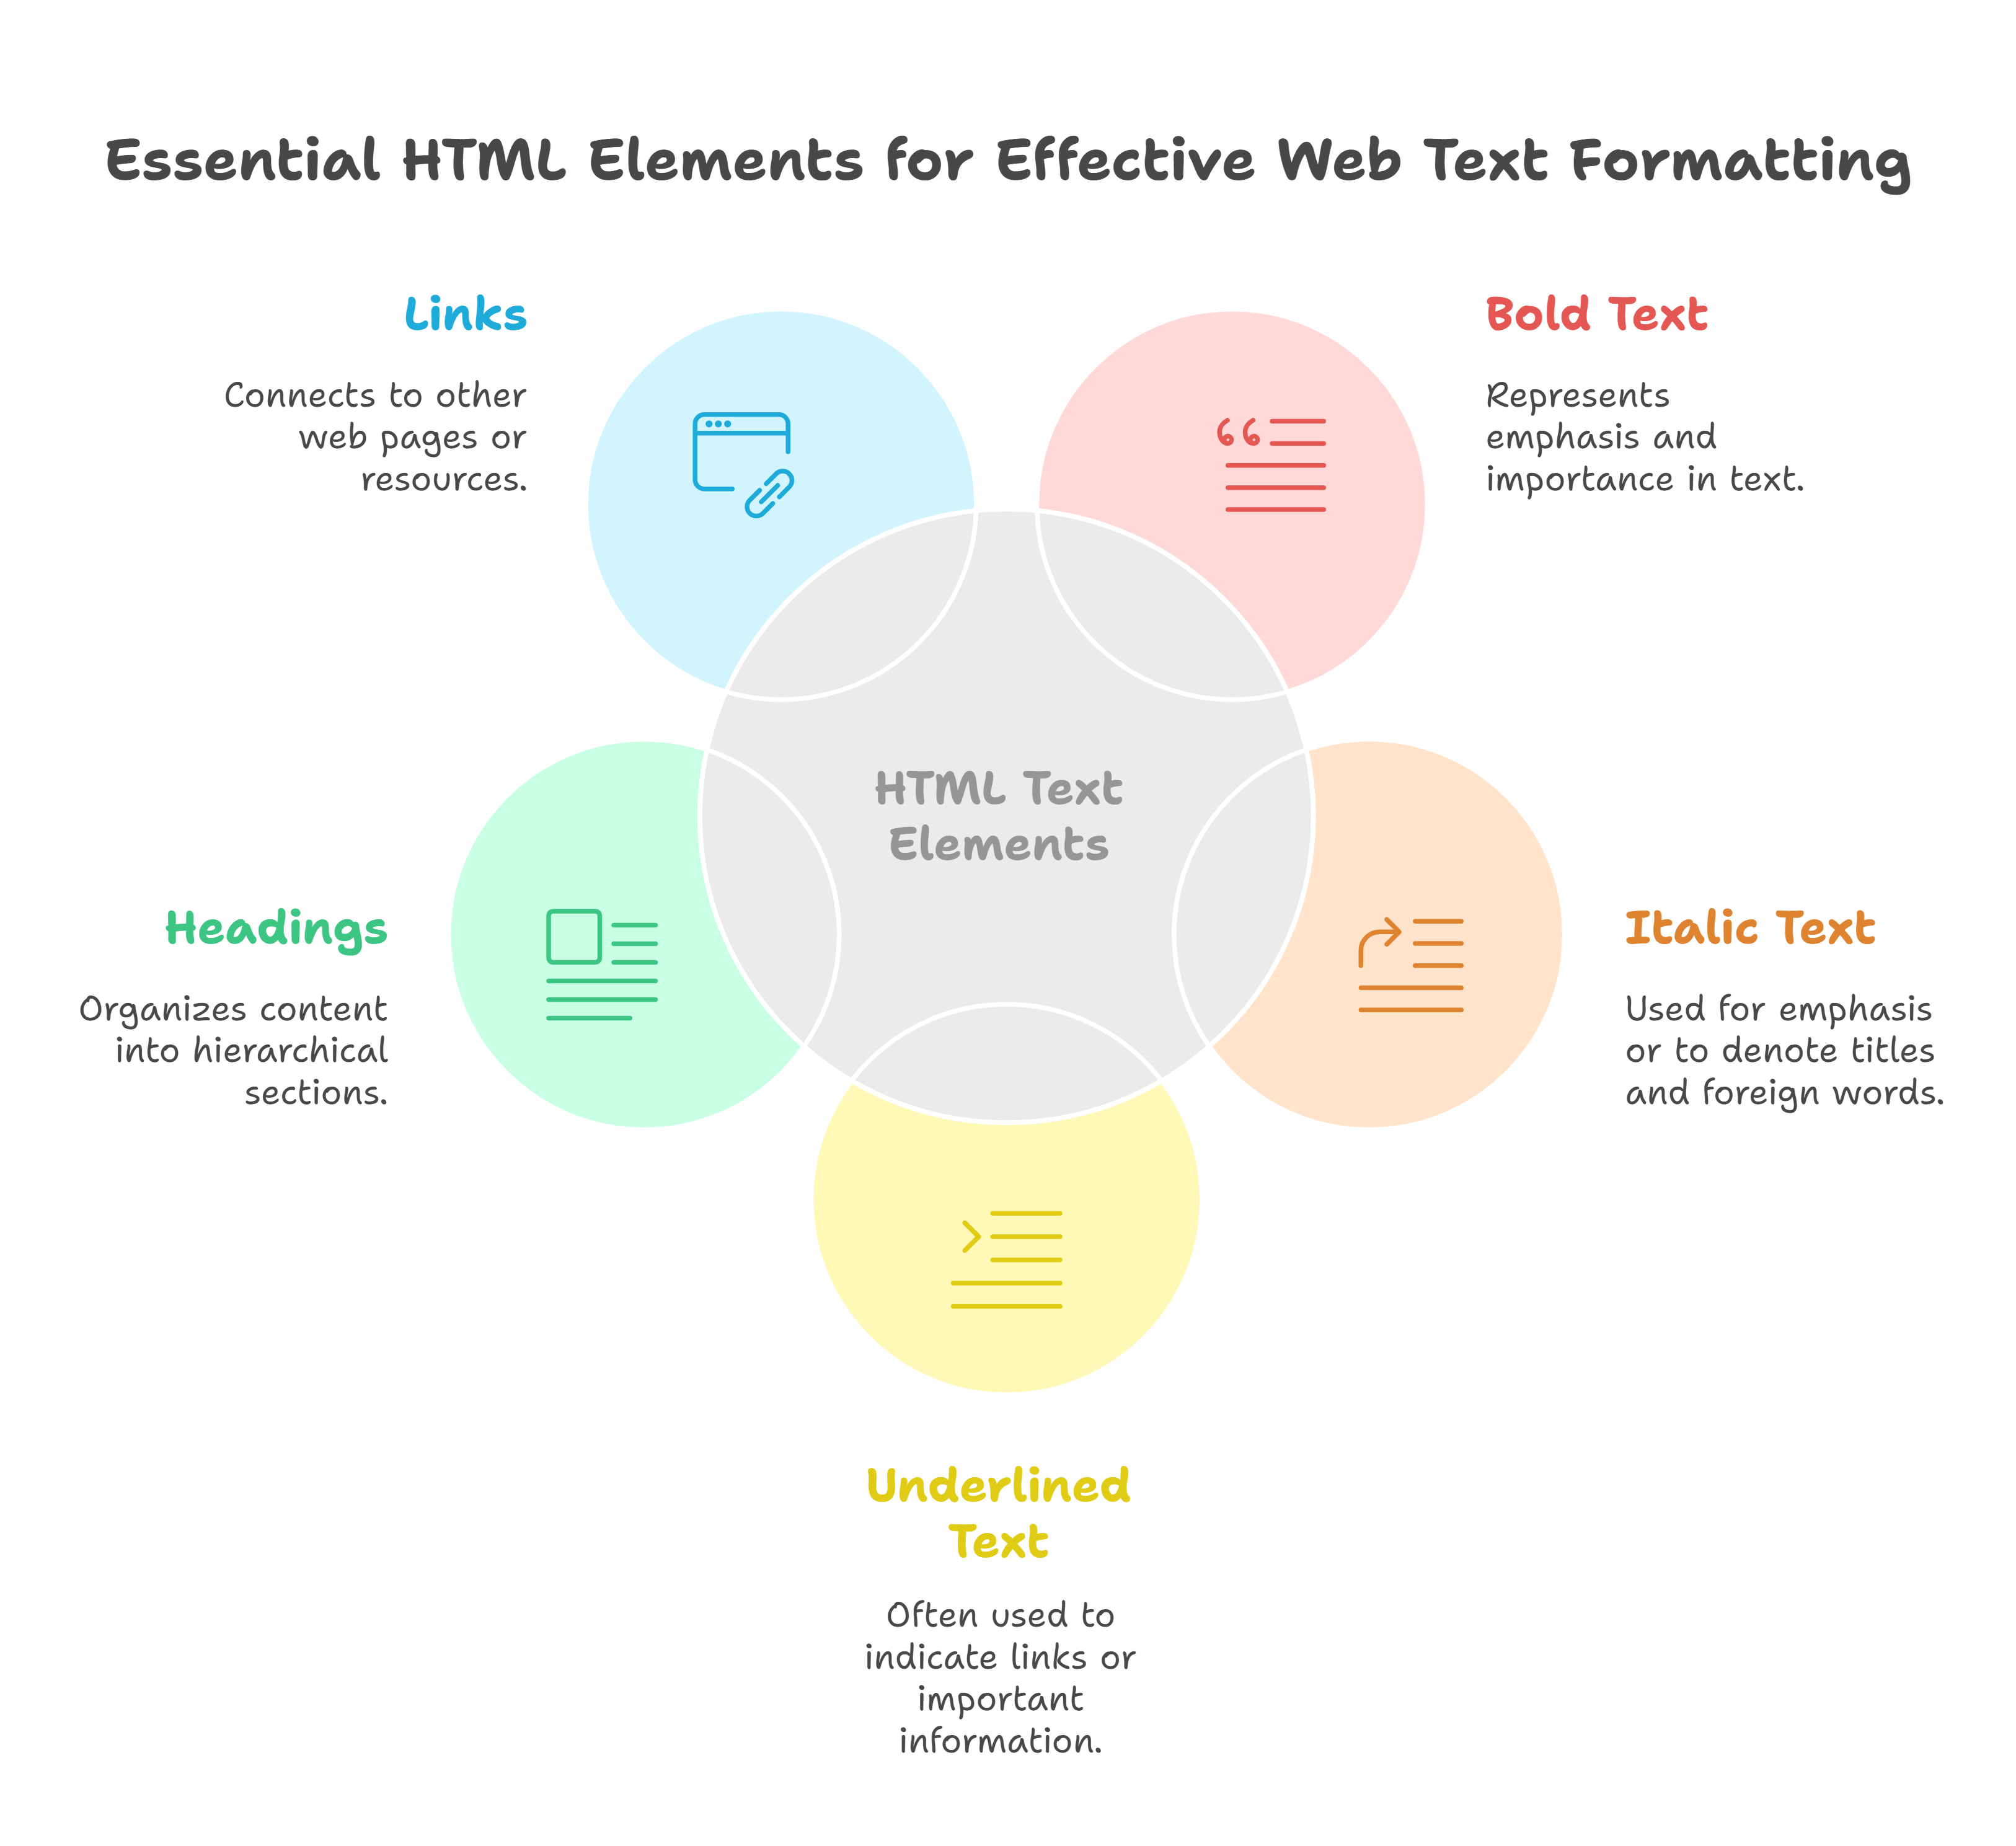 Essential HTML Elements for Effective Web Text Formatting
Links
Connects to other
web pages or
resources.
Bold Text
Represents
emphasis and
importance in text.
HTML Text
Elements
Headings
Organizes content
into hierarchical
sections.
Italic Text
Used for emphasis
or to denote titles
and foreign words.
Underlined
Text
Often used to
indicate links or
important
information.